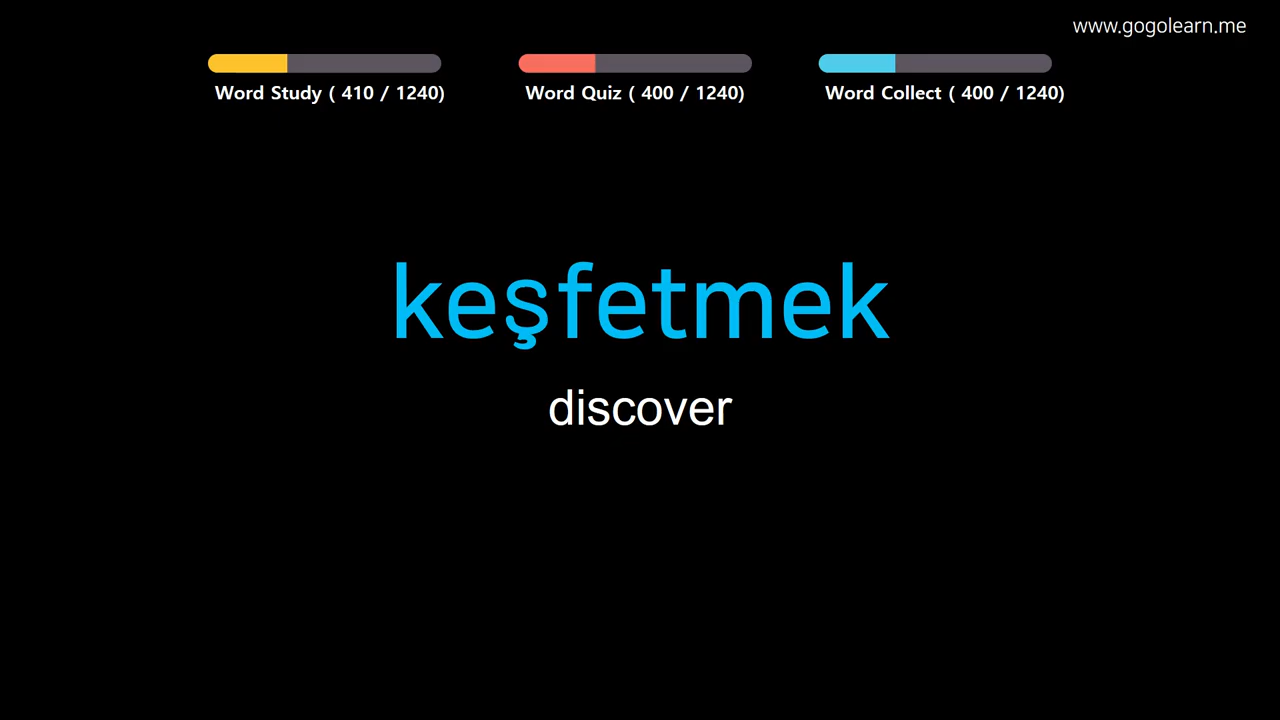 www.gogolearn.me
Word Study ( 410 / 1240)
Word Quiz ( 400 / 1240)
Word Collect ( 400 / 1240)
keşfetmek
discover